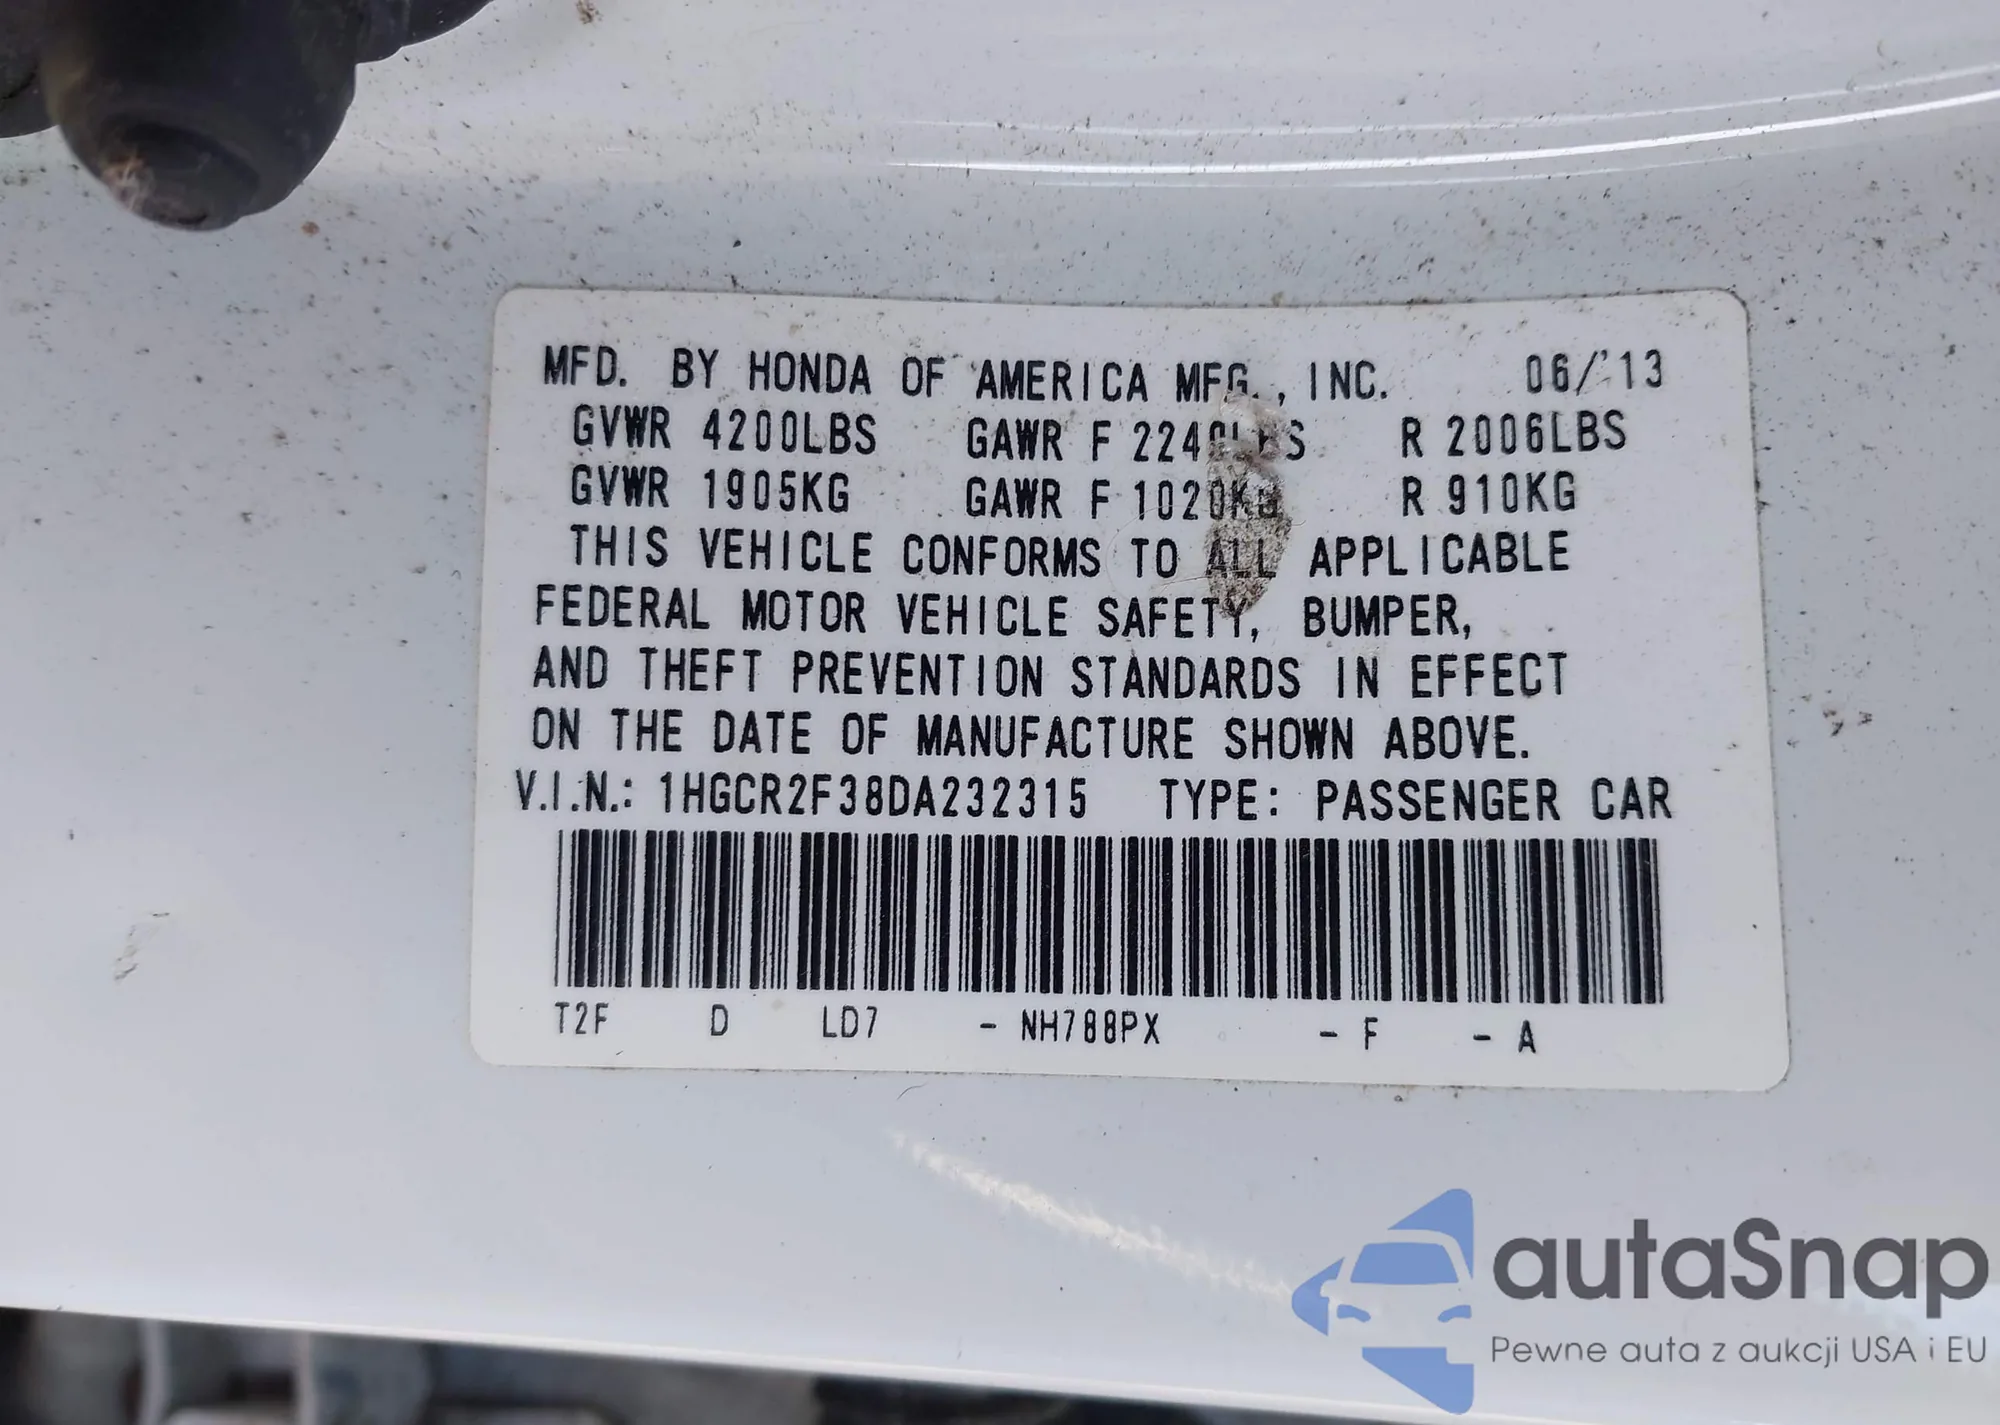 MFD. BY HONDA OF AMERICA MFG., INC. 06/'13
GVWR 4200LBS GAWR F 2240LBS R 2006LBS
GVWR 1905KG GAWR F 1020KG R 910KG
THIS VEHICLE CONFORMS TO ALL APPLICABLE
FEDERAL MOTOR VEHICLE SAFETY, BUMPER,
AND THEFT PREVENTION STANDARDS IN EFFECT
ON THE DATE OF MANUFACTURE SHOWN ABOVE.
V.I.N.: 1HGCR2F38DA232315 TYPE: PASSENGER CAR
T2F D LD7 - NH788PX - F - A
autaSnap
Pewne auta z aukcji USA i EU